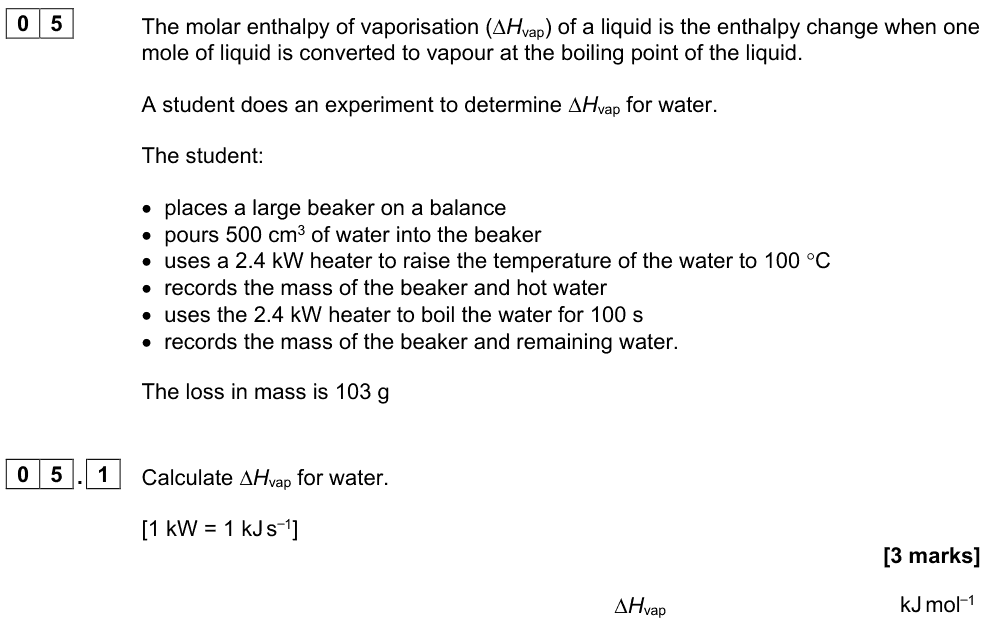 0 5 The molar enthalpy of vaporisation (ΔHvap) of a liquid is the enthalpy change when one
mole of liquid is converted to vapour at the boiling point of the liquid.
A student does an experiment to determine ΔHvap for water.
The student:
• places a large beaker on a balance
• pours 500 cm³ of water into the beaker
• uses a 2.4 kW heater to raise the temperature of the water to 100 °C
• records the mass of the beaker and hot water
• uses the 2.4 kW heater to boil the water for 100 s
• records the mass of the beaker and remaining water.
The loss in mass is 103 g
0 5 . 1 Calculate ΔHvap for water.
[1 kW = 1 kJ s⁻¹]
[3 marks]
ΔHvap kJ mol⁻¹